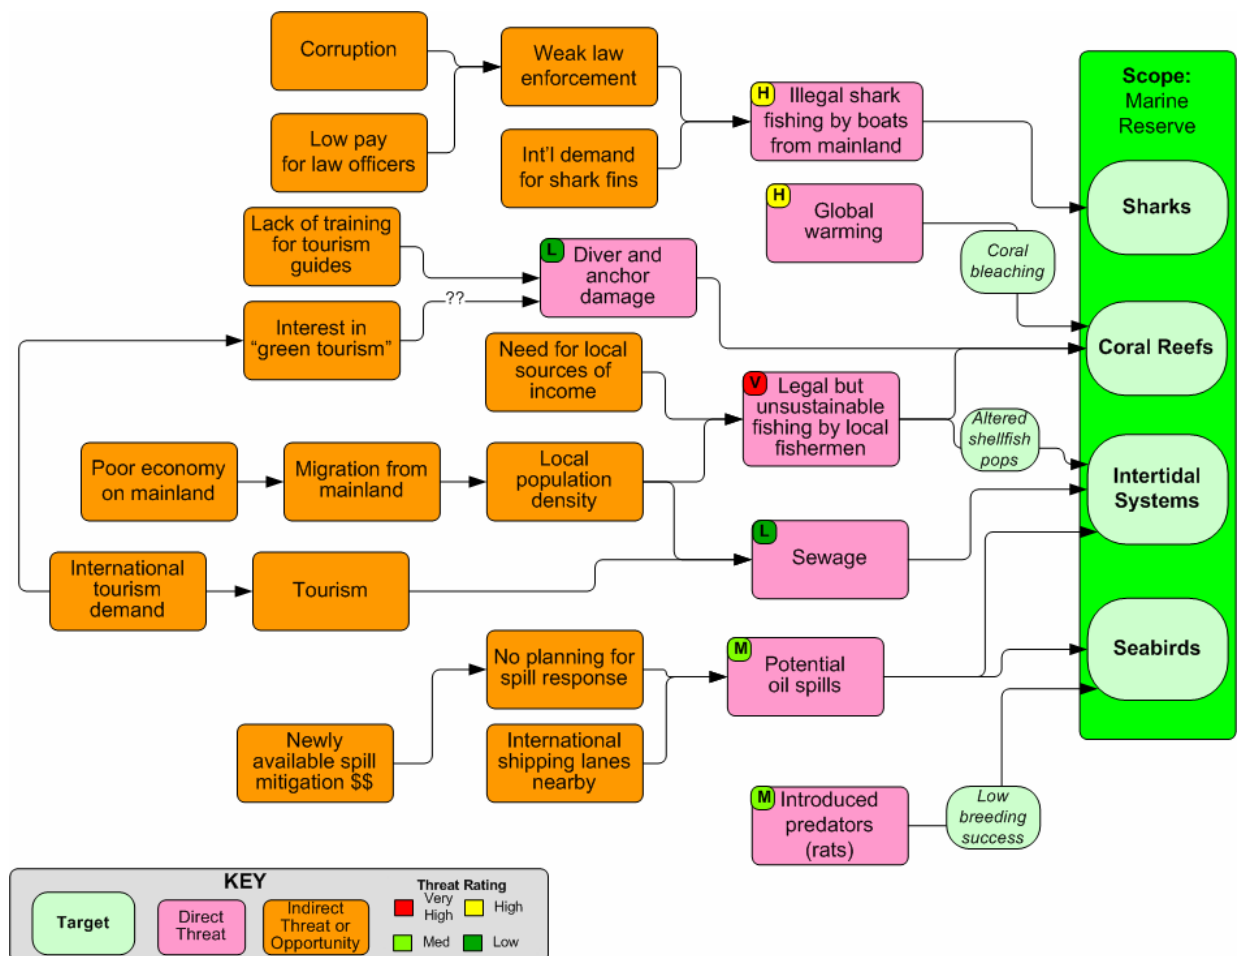 Corruption
Low pay
for law officers
Weak law
enforcement
Int'l demand
for shark fins
H
Illegal shark
fishing by boats
from mainland
H
Global
warming
Scope:
Marine
Reserve
Sharks
Coral
bleaching
Lack of training
for tourism
guides
Interest in
“green tourism”
??
L
Diver and
anchor
damage
Coral Reefs
Need for local
sources of
income
V
Legal but
unsustainable
fishing by local
fishermen
Altered
shellfish
pops
Poor economy
on mainland
Migration from
mainland
Local
population
density
Intertidal
Systems
International
tourism
demand
Tourism
L
Sewage
No planning for
spill response
M
Potential
oil spills
Seabirds
Newly
available spill
mitigation $$
International
shipping lanes
nearby
M
Introduced
predators
(rats)
Low
breeding
success
KEY
Target
Direct
Threat
Indirect
Threat or
Opportunity
Threat Rating
Very
High
High
Med
Low